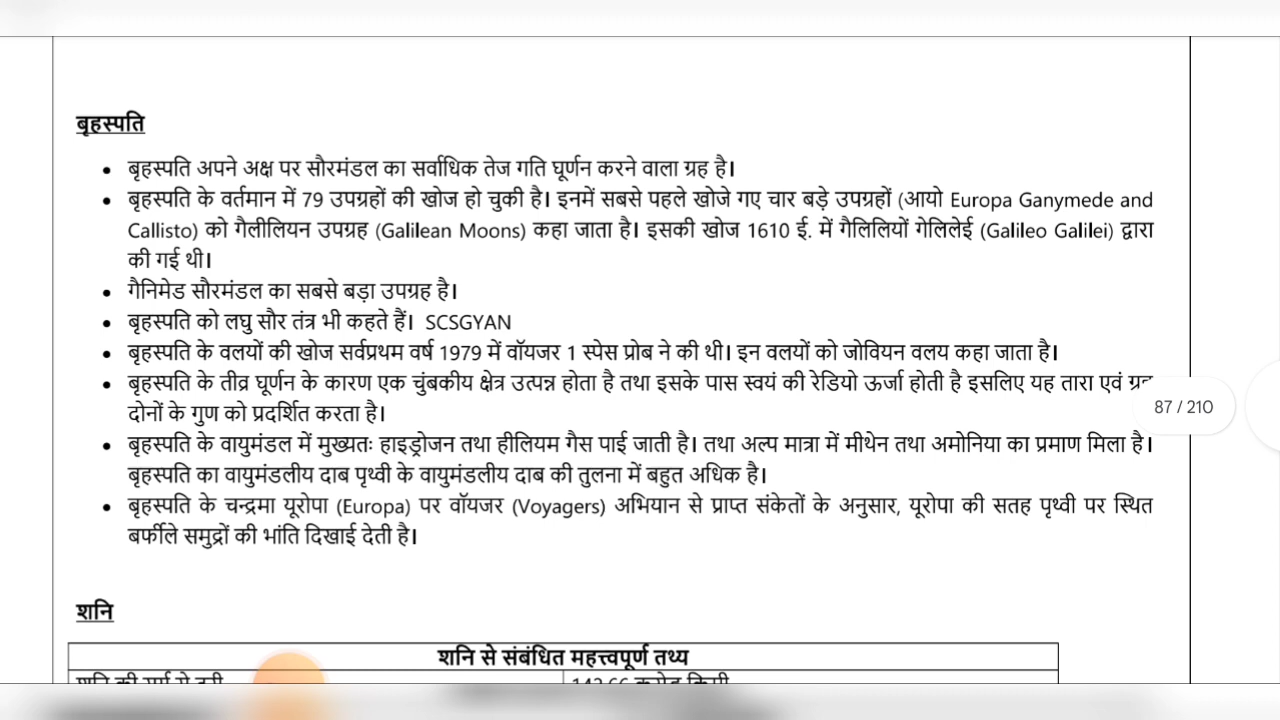 बृहस्पति
• बृहस्पति अपने अक्ष पर सौरमंडल का सर्वाधिक तेज गति घूर्णन करने वाला ग्रह है।
• बृहस्पति के वर्तमान में 79 उपग्रहों की खोज हो चुकी है। इनमें सबसे पहले खोजे गए चार बड़े उपग्रहों (आयो Europa Ganymede and
Callisto) को गैलीलियन उपग्रह (Galilean Moons) कहा जाता है। इसकी खोज 1610 ई. में गैलिलियों गेलिलेई (Galileo Galilei) द्वारा
की गई थी।
• गैनिमेड सौरमंडल का सबसे बड़ा उपग्रह है।
• बृहस्पति को लघु सौर तंत्र भी कहते हैं। SCSGYAN
• बृहस्पति के वलयों की खोज सर्वप्रथम वर्ष 1979 में वॉयजर 1 स्पेस प्रोब ने की थी। इन वलयों को जोवियन वलय कहा जाता है।
• बृहस्पति के तीव्र घूर्णन के कारण एक चुंबकीय क्षेत्र उत्पन्न होता है तथा इसके पास स्वयं की रेडियो ऊर्जा होती है इसलिए यह तारा एवं ग्रह
दोनों के गुण को प्रदर्शित करता है।
87 / 210
• बृहस्पति के वायुमंडल में मुख्यतः हाइड्रोजन तथा हीलियम गैस पाई जाती है। तथा अल्प मात्रा में मीथेन तथा अमोनिया का प्रमाण मिला है।
बृहस्पति का वायुमंडलीय दाब पृथ्वी के वायुमंडलीय दाब की तुलना में बहुत अधिक है।
• बृहस्पति के चन्द्रमा यूरोपा (Europa) पर वॉयजर (Voyagers) अभियान से प्राप्त संकेतों के अनुसार, यूरोपा की सतह पृथ्वी पर स्थित
बर्फीले समुद्रों की भांति दिखाई देती है।
शनि
शनि से संबंधित महत्त्वपूर्ण तथ्य